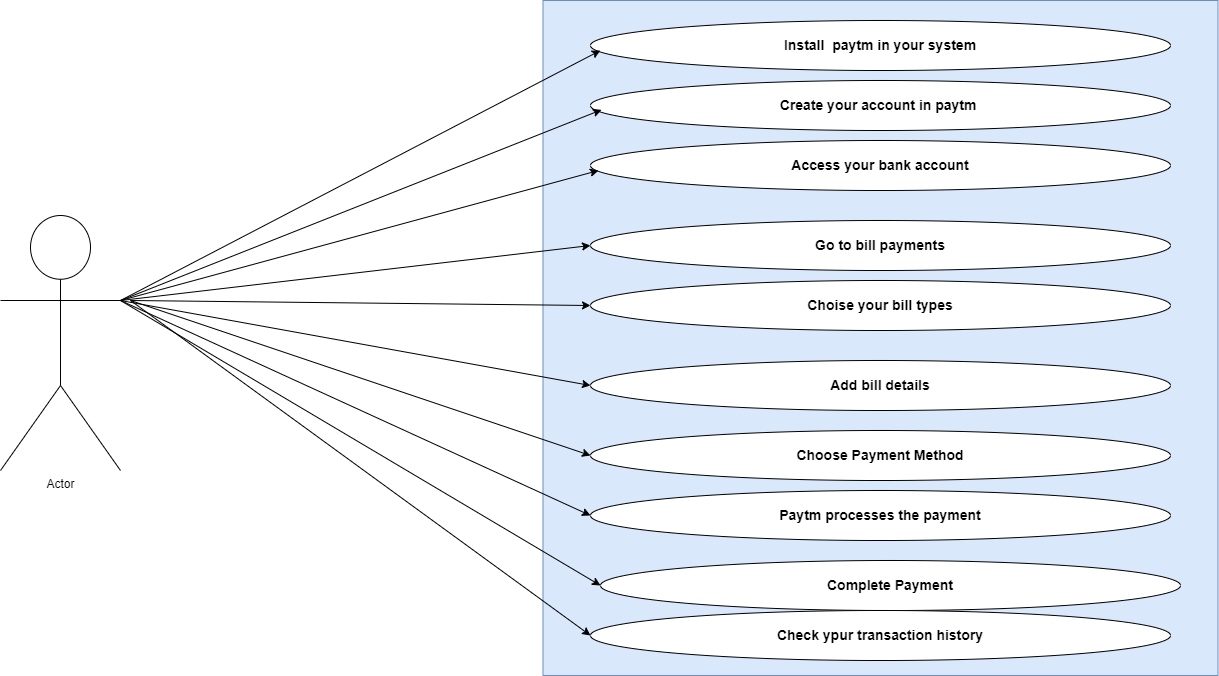 Install  paytm in your system
Create your account in paytm
Access your bank account
Go to bill payments
Choise your bill types
Add bill details
Choose Payment Method
Paytm processes the payment
Complete Payment
Check ypur transaction history
Actor